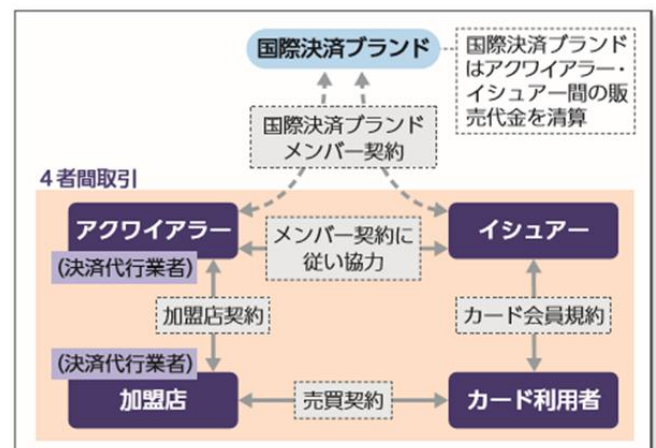 国際決済ブランド
国際決済ブランド
はアクワイアラー・
イシュアー間の販
売代金を清算
国際決済ブランド
メンバー契約
4者間取引
アクワイアラー
(決済代行業者)
メンバー契約に
従い協力
イシュアー
加盟店契約
カード会員規約
(決済代行業者)
加盟店
売買契約
カード利用者